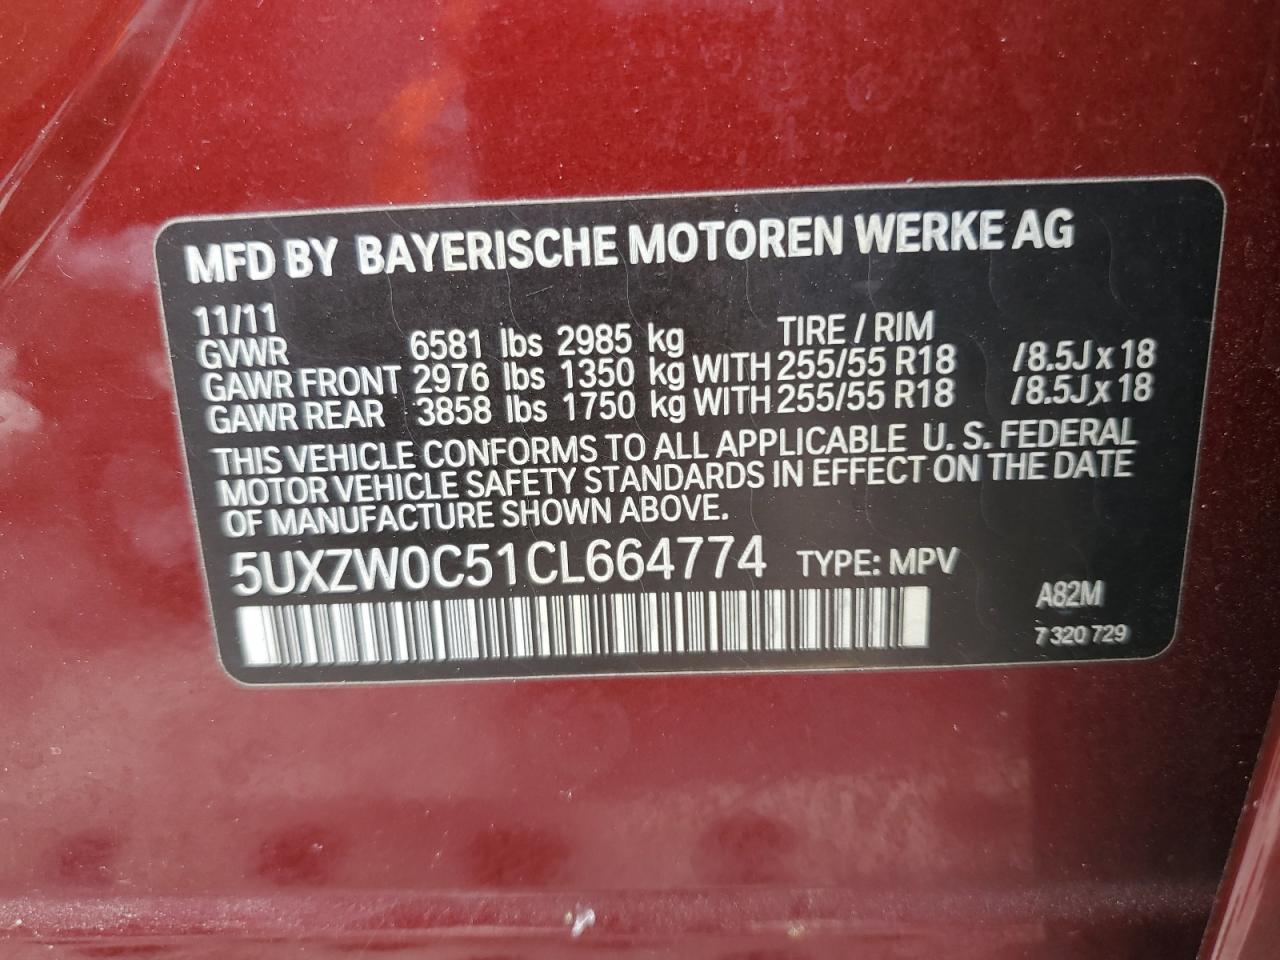 MFD BY BAYERISCHE MOTOREN WERKE AG
11/11 TIRE / RIM
GVWR 6581 lbs 2985 kg
GAWR FRONT 2976 lbs 1350 kg WITH 255/55 R18 /8.5J x 18
GAWR REAR 3858 lbs 1750 kg WITH 255/55 R18 /8.5J x 18
THIS VEHICLE CONFORMS TO ALL APPLICABLE U. S. FEDERAL
MOTOR VEHICLE SAFETY STANDARDS IN EFFECT ON THE DATE
OF MANUFACTURE SHOWN ABOVE.
5UXZW0C51CL664774 TYPE: MPV
A82M
7 320 729